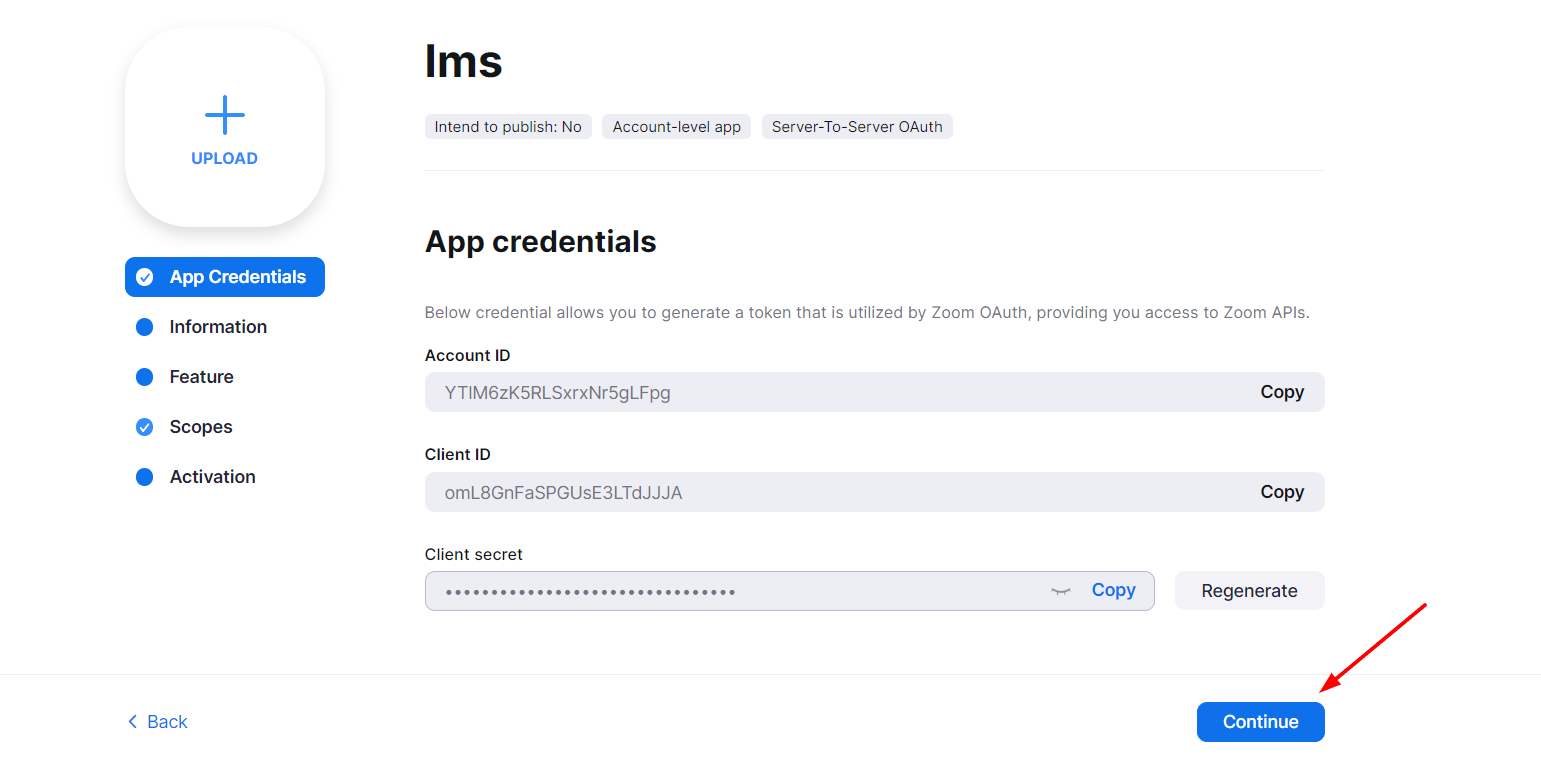 lms
Intend to publish: No Account-level app Server-To-Server OAuth
UPLOAD
App Credentials
Information
Feature
Scopes
Activation
App credentials
Below credential allows you to generate a token that is utilized by Zoom OAuth, providing you access to Zoom APIs.
Account ID
YTlM6zK5RLSxrxNr5gLFpg Copy
Client ID
omL8GnFaSPGUsE3LTdJJJA Copy
Client secret
Copy Regenerate
Back Continue